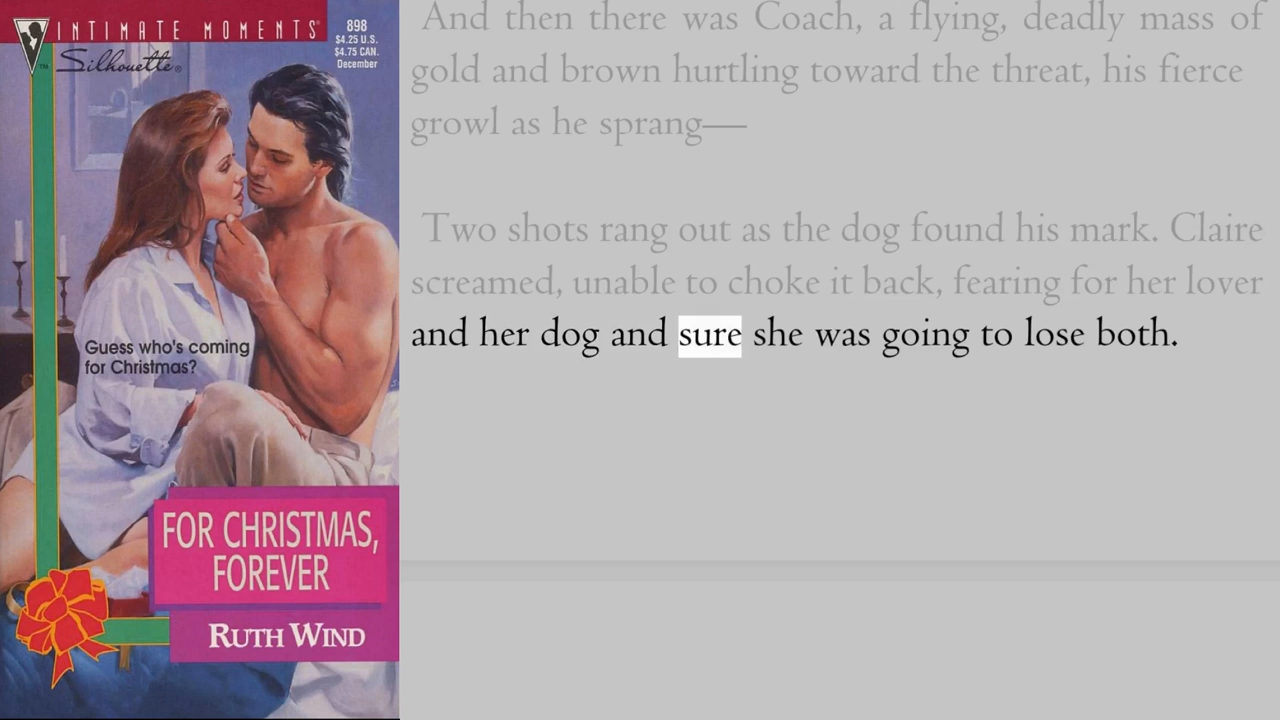 INTIMATE MOMENTS®
898
$4.25 U.S.
$4.75 CAN.
December
TM
Silhouette®
Guess who's coming
for Christmas?
FOR CHRISTMAS,
FOREVER
RUTH WIND
And then there was Coach, a flying, deadly mass of
gold and brown hurtling toward the threat, his fierce
growl as he sprang—
Two shots rang out as the dog found his mark. Claire
screamed, unable to choke it back, fearing for her lover
and her dog and sure she was going to lose both.